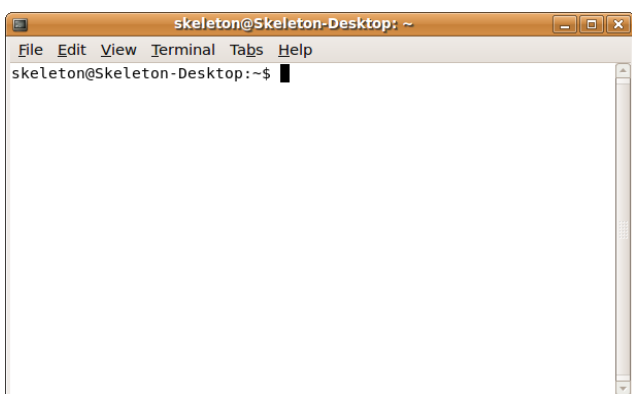 skeleton@Skeleton-Desktop: ~
File Edit View Terminal Tabs Help
skeleton@Skeleton-Desktop:~$